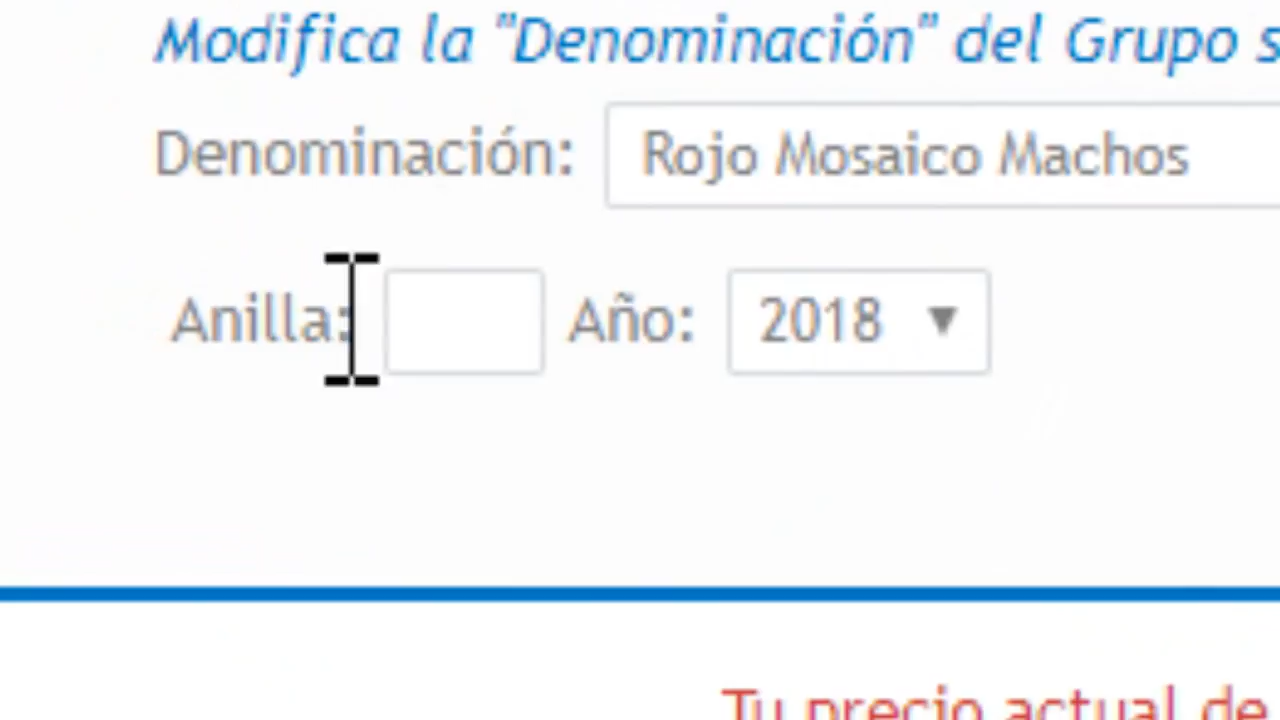 Modifica la "Denominación" del Grupo
Denominación: Rojo Mosaico Machos
Anilla: Año: 2018
Tu precio actual de